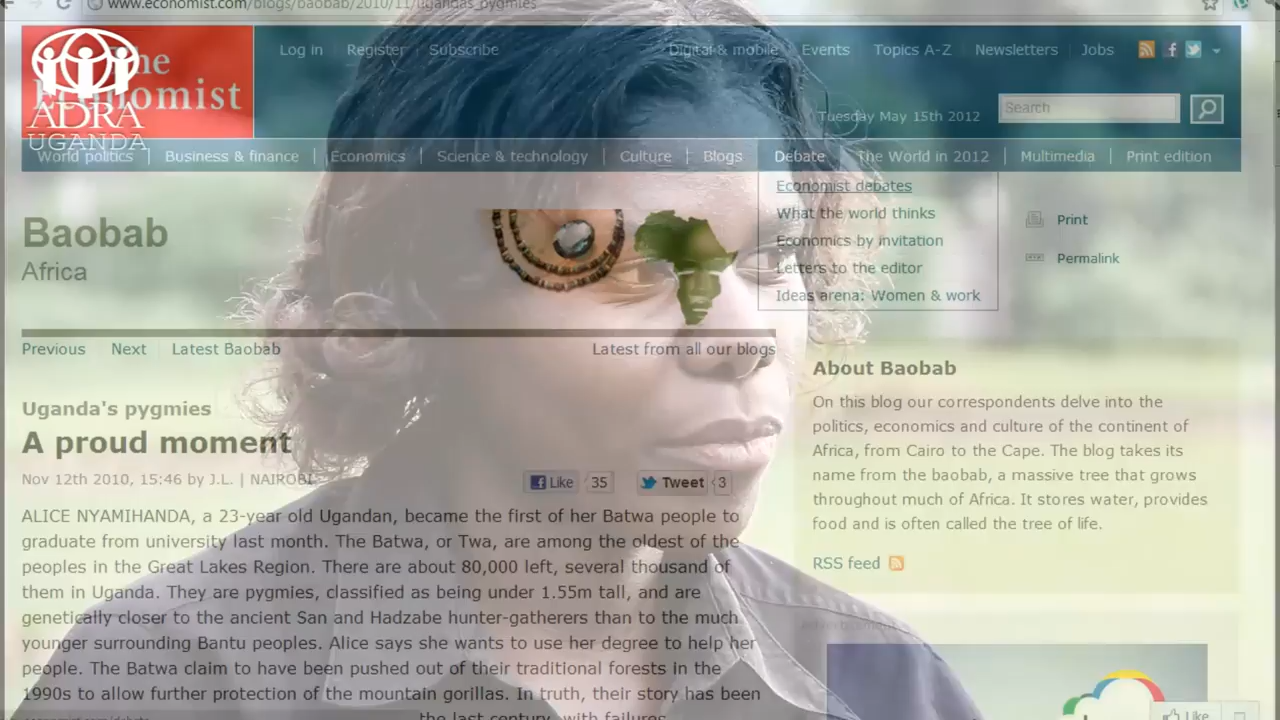 www.economist.com/blogs/baobab/2010/11/ugandas_pygmies
The Economist
ADRA
UGANDA
Log in Register Subscribe Digital & mobile Events Topics A-Z Newsletters Jobs
Tuesday May 15th 2012 Search
World politics Business & finance Economics Science & technology Culture Blogs Debate The World in 2012 Multimedia Print edition
Economist debates
What the world thinks
Economics by invitation
Letters to the editor
Ideas arena: Women & work
Print
Permalink
Baobab
Africa
Previous Next Latest Baobab Latest from all our blogs
Uganda's pygmies
A proud moment
Nov 12th 2010, 15:46 by J.L. | NAIROBI
Like 35 Tweet 3
ALICE NYAMIHANDA, a 23-year old Ugandan, became the first of her Batwa people to
graduate from university last month. The Batwa, or Twa, are among the oldest of the
peoples in the Great Lakes Region. There are about 80,000 left, several thousand of
them in Uganda. They are pygmies, classified as being under 1.55m tall, and are
genetically closer to the ancient San and Hadzabe hunter-gatherers than to the much
younger surrounding Bantu peoples. Alice says she wants to use her degree to help her
people. The Batwa claim to have been pushed out of their traditional forests in the
1990s to allow further protection of the mountain gorillas. In truth, their story has been
the last century, with failures
economist.com/debate
About Baobab
On this blog our correspondents delve into the
politics, economics and culture of the continent of
Africa, from Cairo to the Cape. The blog takes its
name from the baobab, a massive tree that grows
throughout much of Africa. It stores water, provides
food and is often called the tree of life.
RSS feed
Advertisement
Like